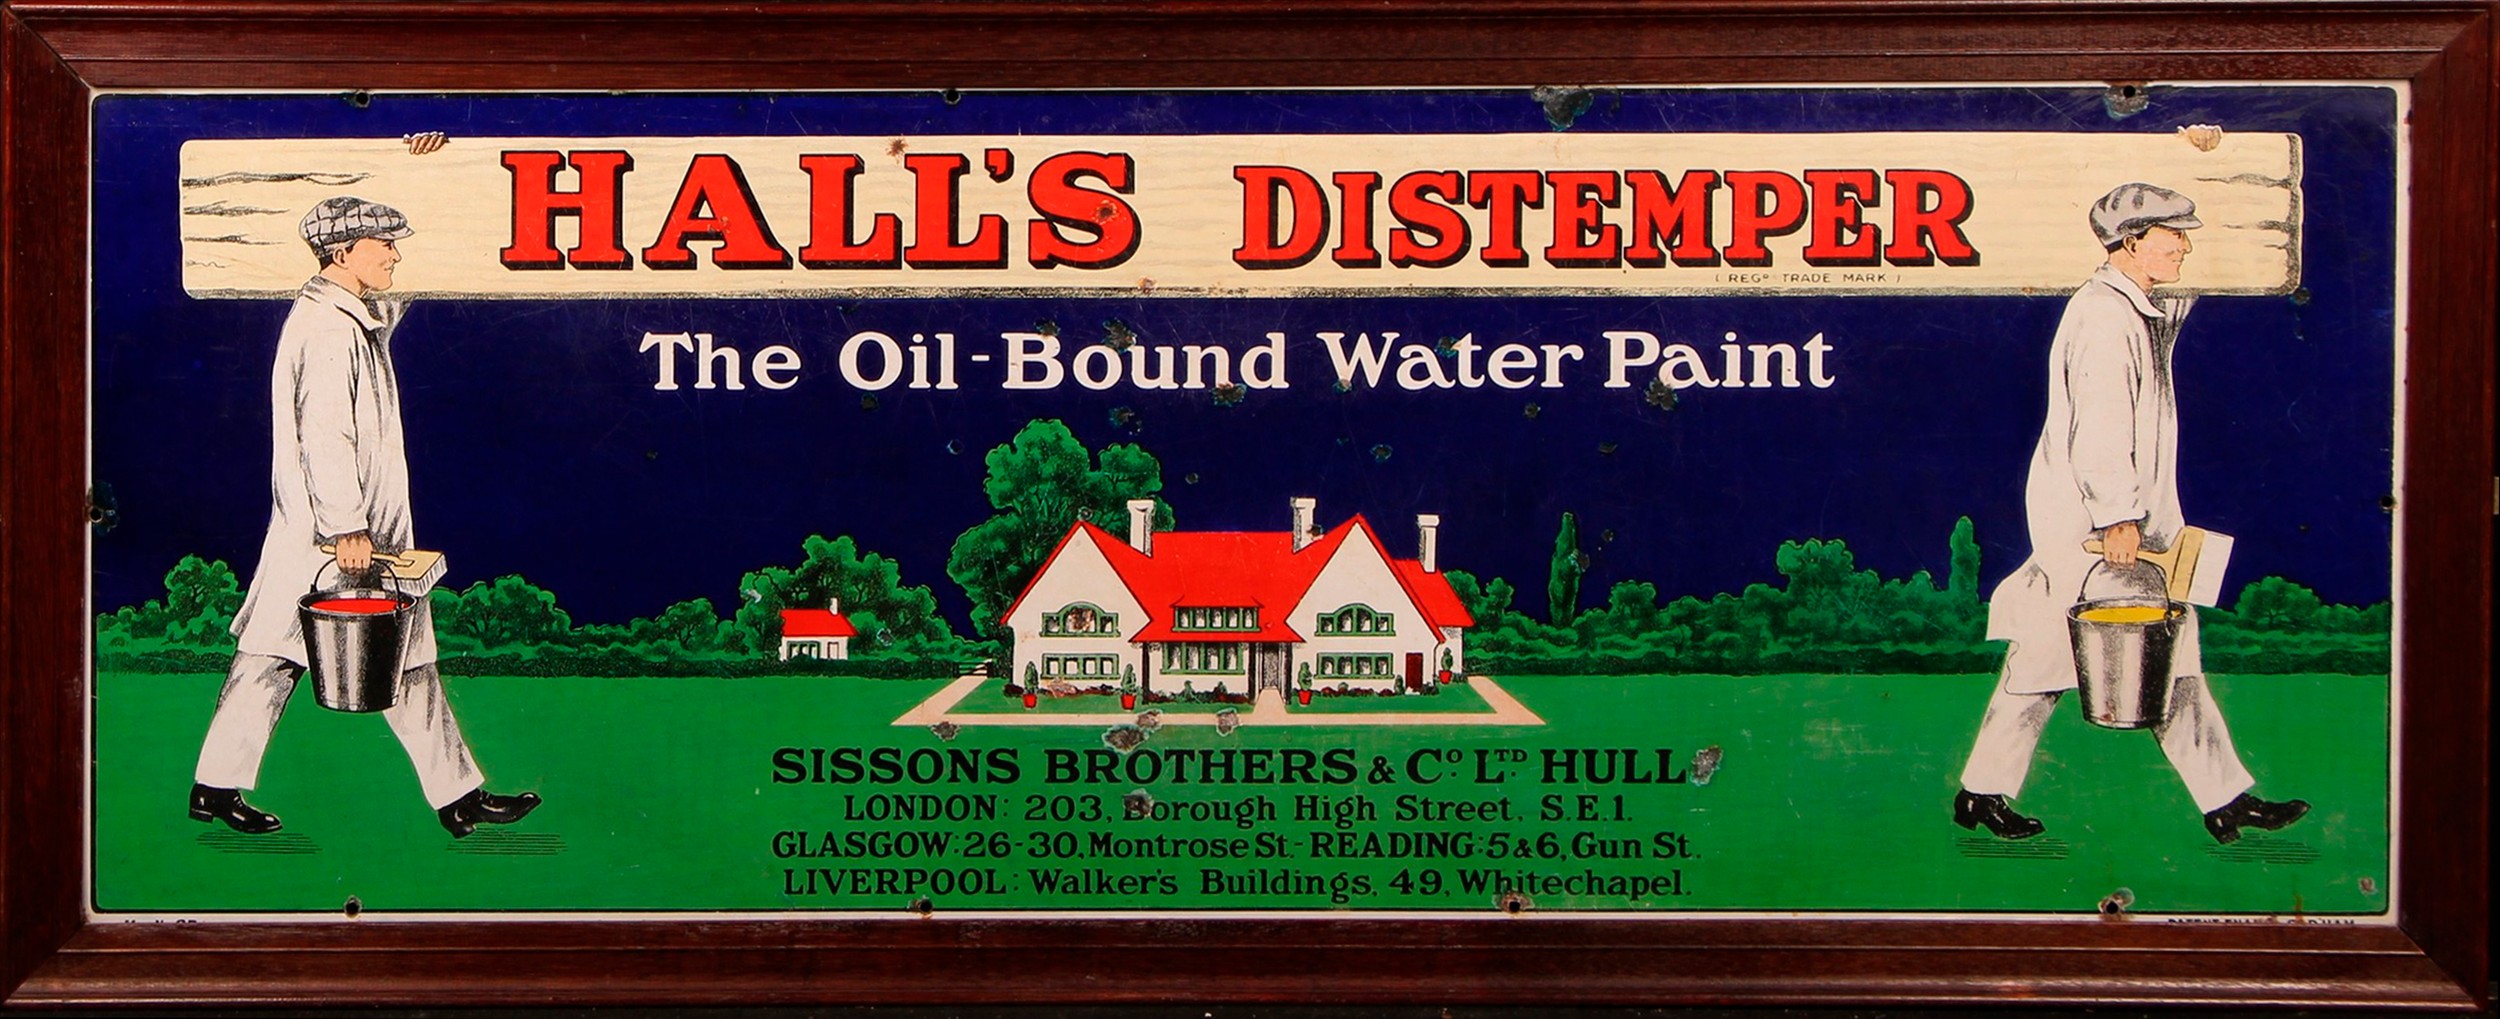 HALL'S DISTEMPER
( REGD TRADE MARK )
The Oil-Bound Water Paint
SISSONS BROTHERS & Co. LTD. HULL
LONDON: 203, Borough High Street, S.E.1.
GLASGOW: 26-30, Montrose St.- READING: 5 & 6, Gun St.
LIVERPOOL: Walker's Buildings, 49, Whitechapel.